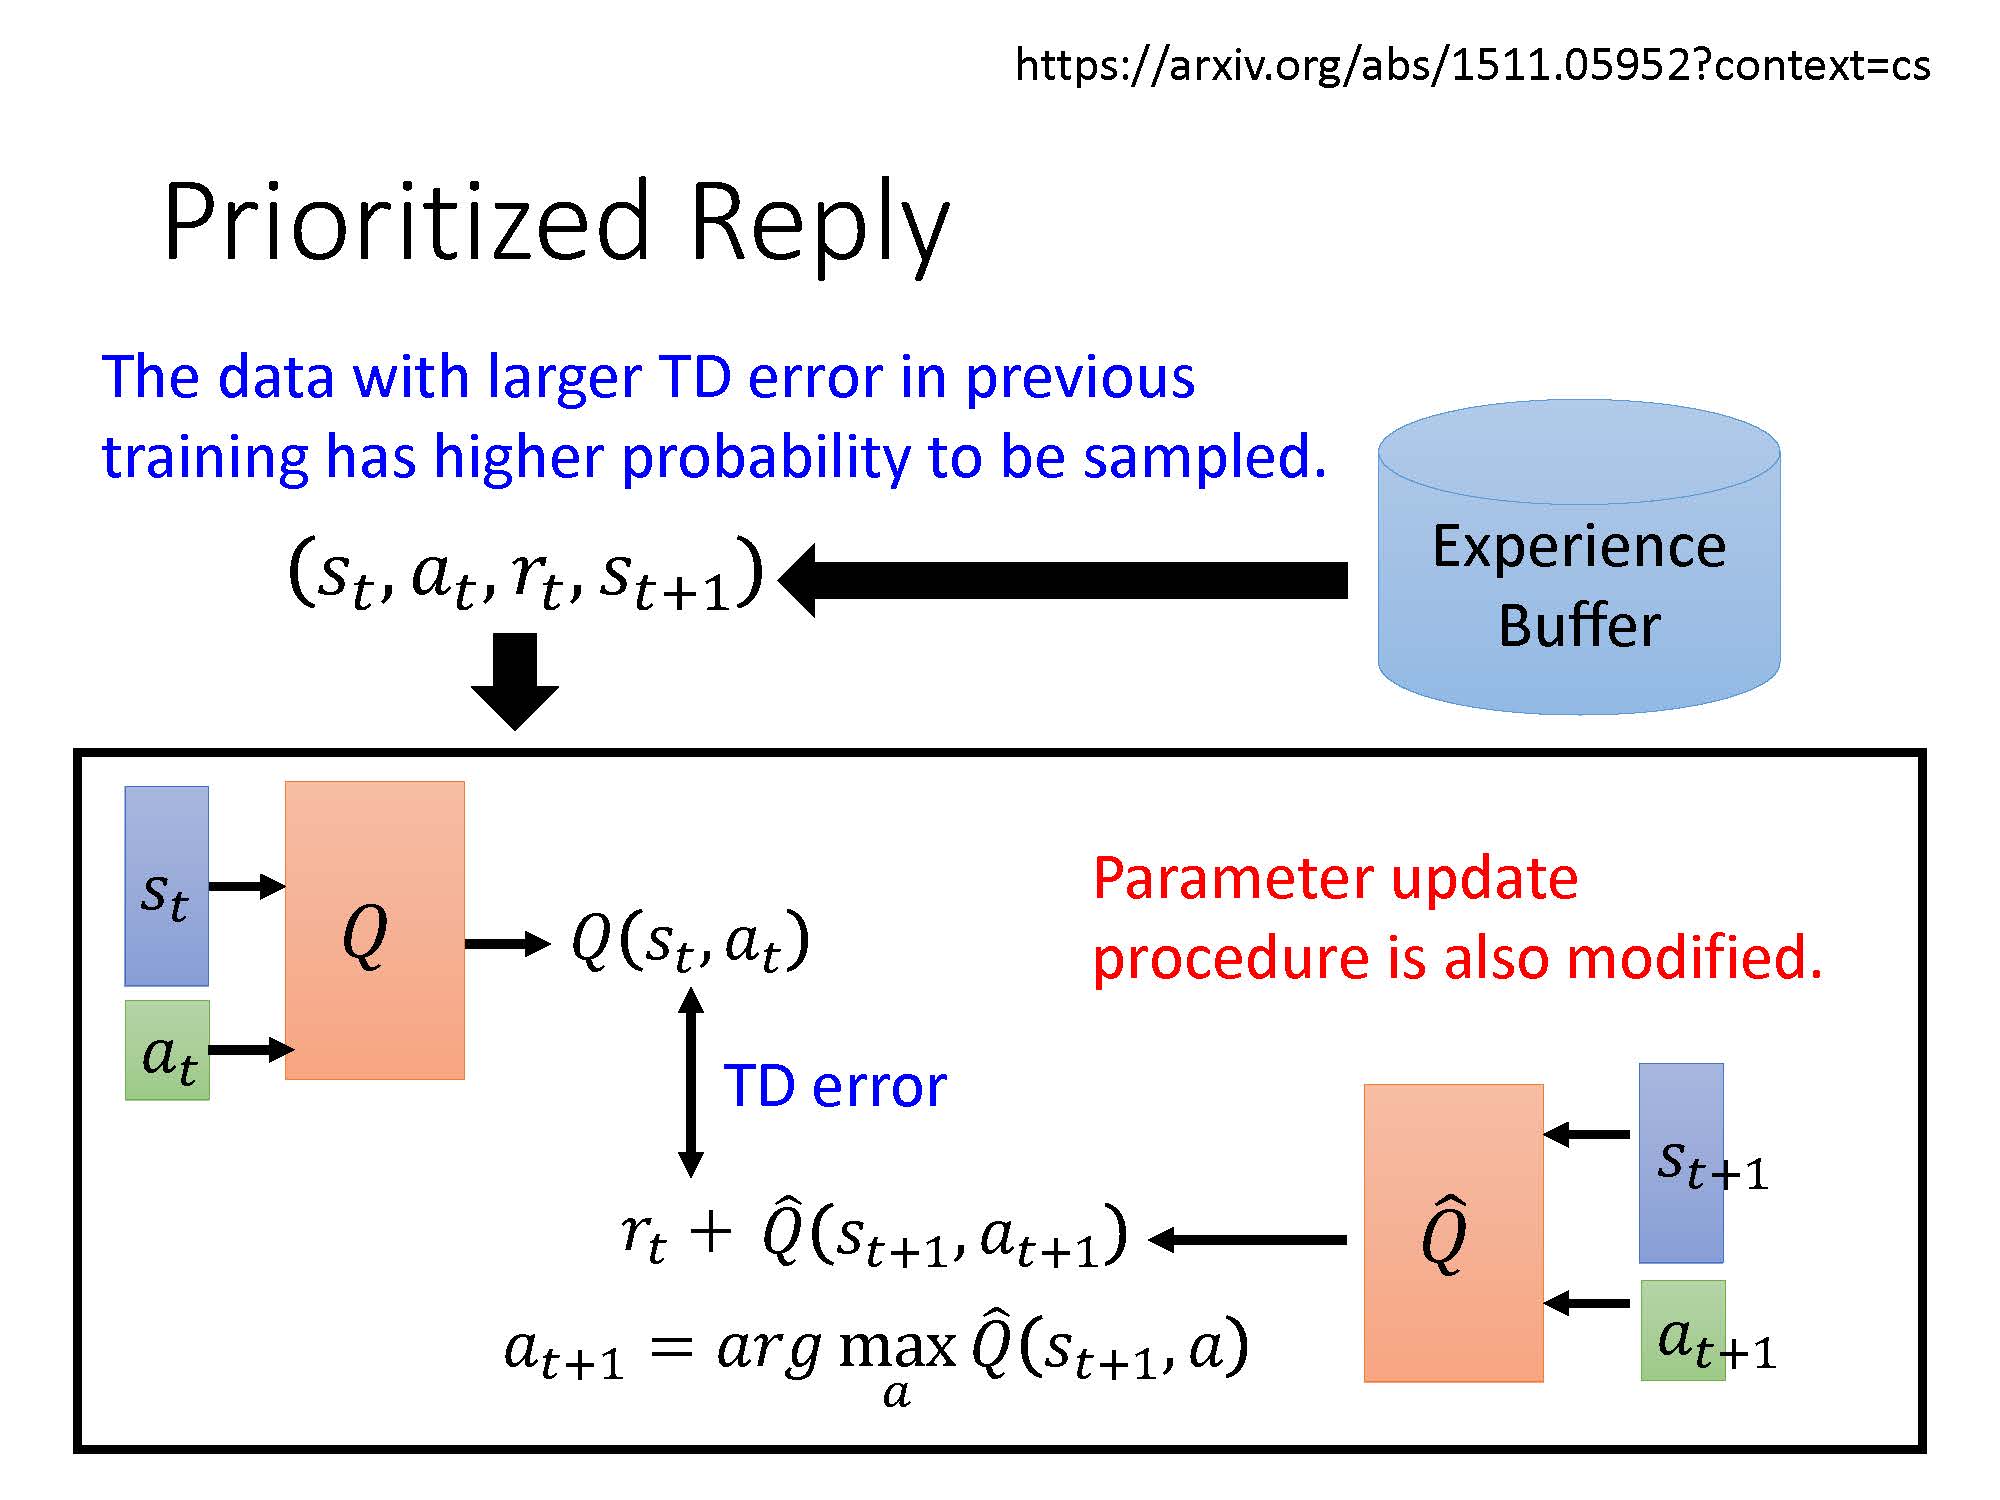 https://arxiv.org/abs/1511.05952?context=cs
Prioritized Reply
The data with larger TD error in previous
training has higher probability to be sampled.
(s_t, a_t, r_t, s_{t+1})
Experience
Buffer
s_t
a_t
Q
Q(s_t, a_t)
Parameter update
procedure is also modified.
TD error
r_t + Q̂(s_{t+1}, a_{t+1})
Q̂
s_{t+1}
a_{t+1}
a_{t+1} = arg max_a Q̂(s_{t+1}, a)